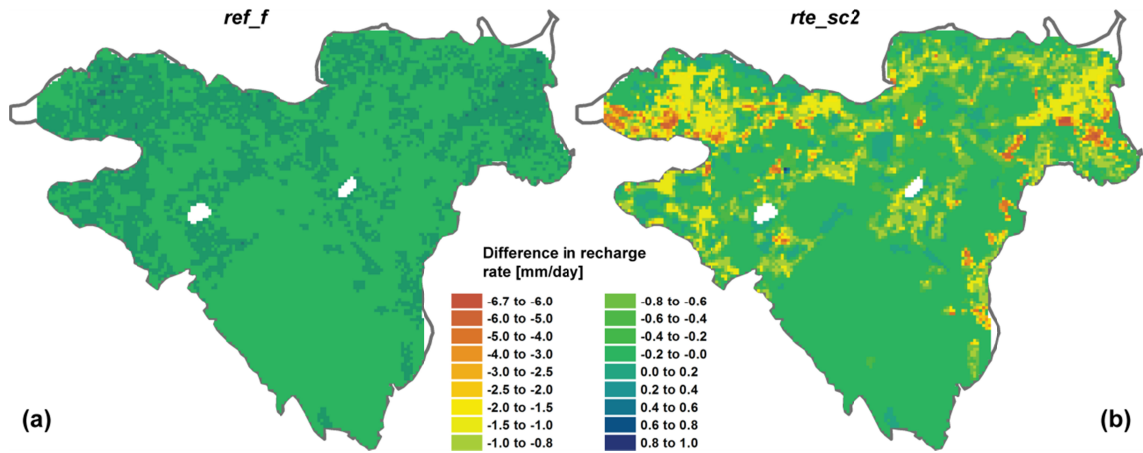 ref_f
rte_sc2
Difference in recharge
rate [mm/day]
-6.7 to -6.0
-6.0 to -5.0
-5.0 to -4.0
-4.0 to -3.0
-3.0 to -2.5
-2.5 to -2.0
-2.0 to -1.5
-1.5 to -1.0
-1.0 to -0.8
-0.8 to -0.6
-0.6 to -0.4
-0.4 to -0.2
-0.2 to -0.0
0.0 to 0.2
0.2 to 0.4
0.4 to 0.6
0.6 to 0.8
0.8 to 1.0
(a)
(b)